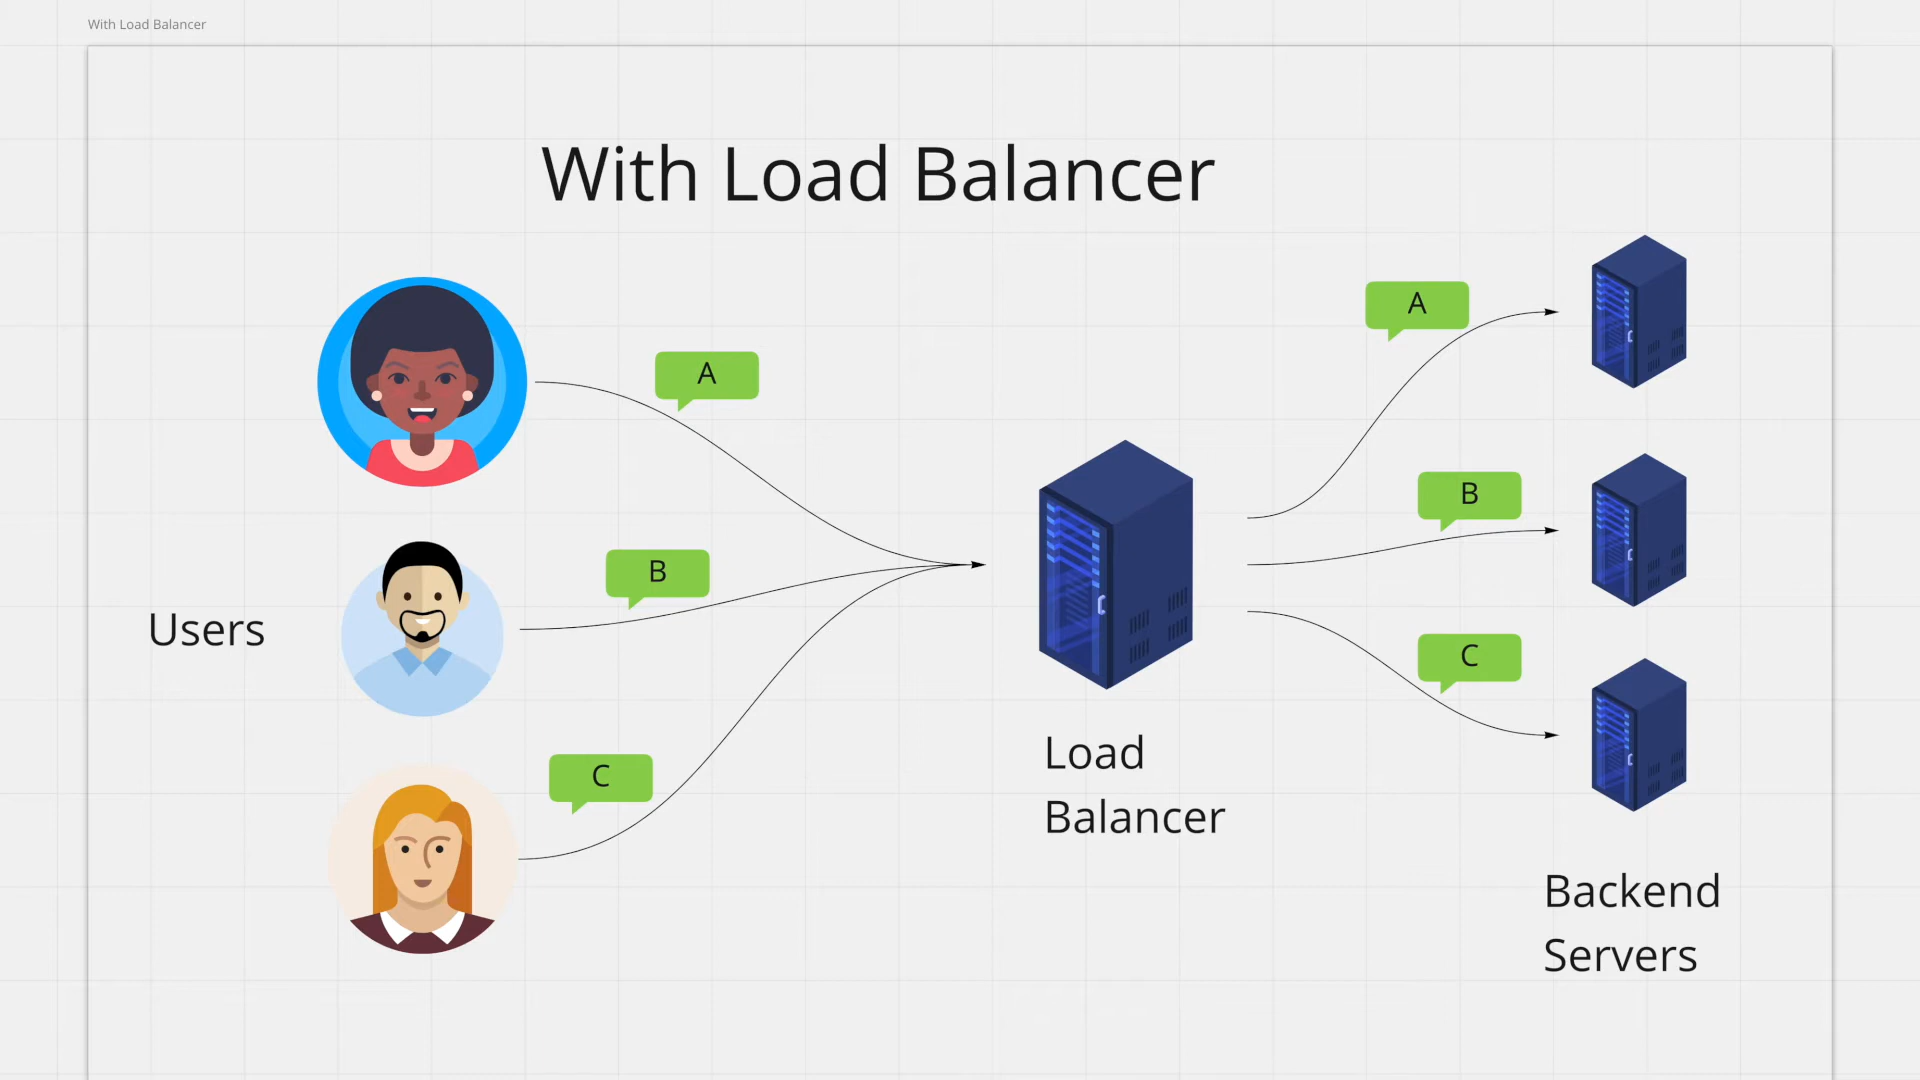 With Load Balancer
With Load Balancer
A
A
B
B
Users
C
C
Load
Balancer
Backend
Servers